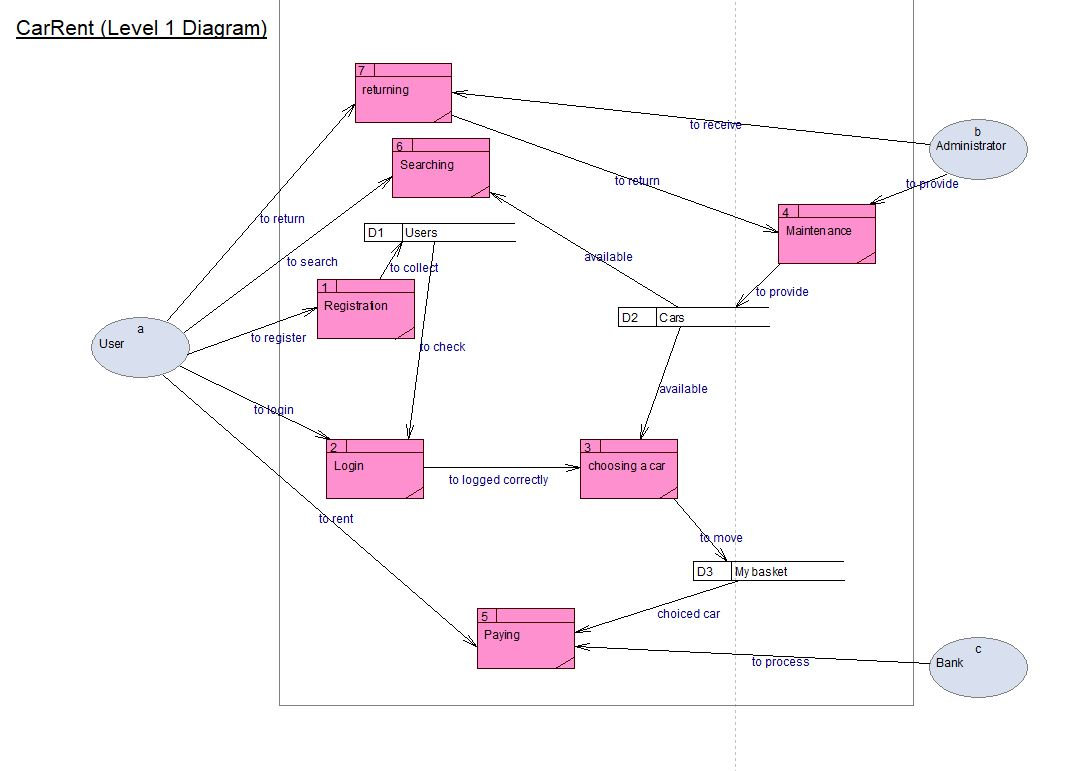 CarRent (Level 1 Diagram)
7
returning
to receive
b
Administrator
6
Searching
to return
to provide
4
Maintenance
to return
D1 Users
to search
to collect
available
1
Registration
to provide
D2 Cars
a
User
to register
to check
available
to login
2
Login
3
choosing a car
to logged correctly
to rent
to move
D3 My basket
5
Paying
choiced car
c
Bank
to process